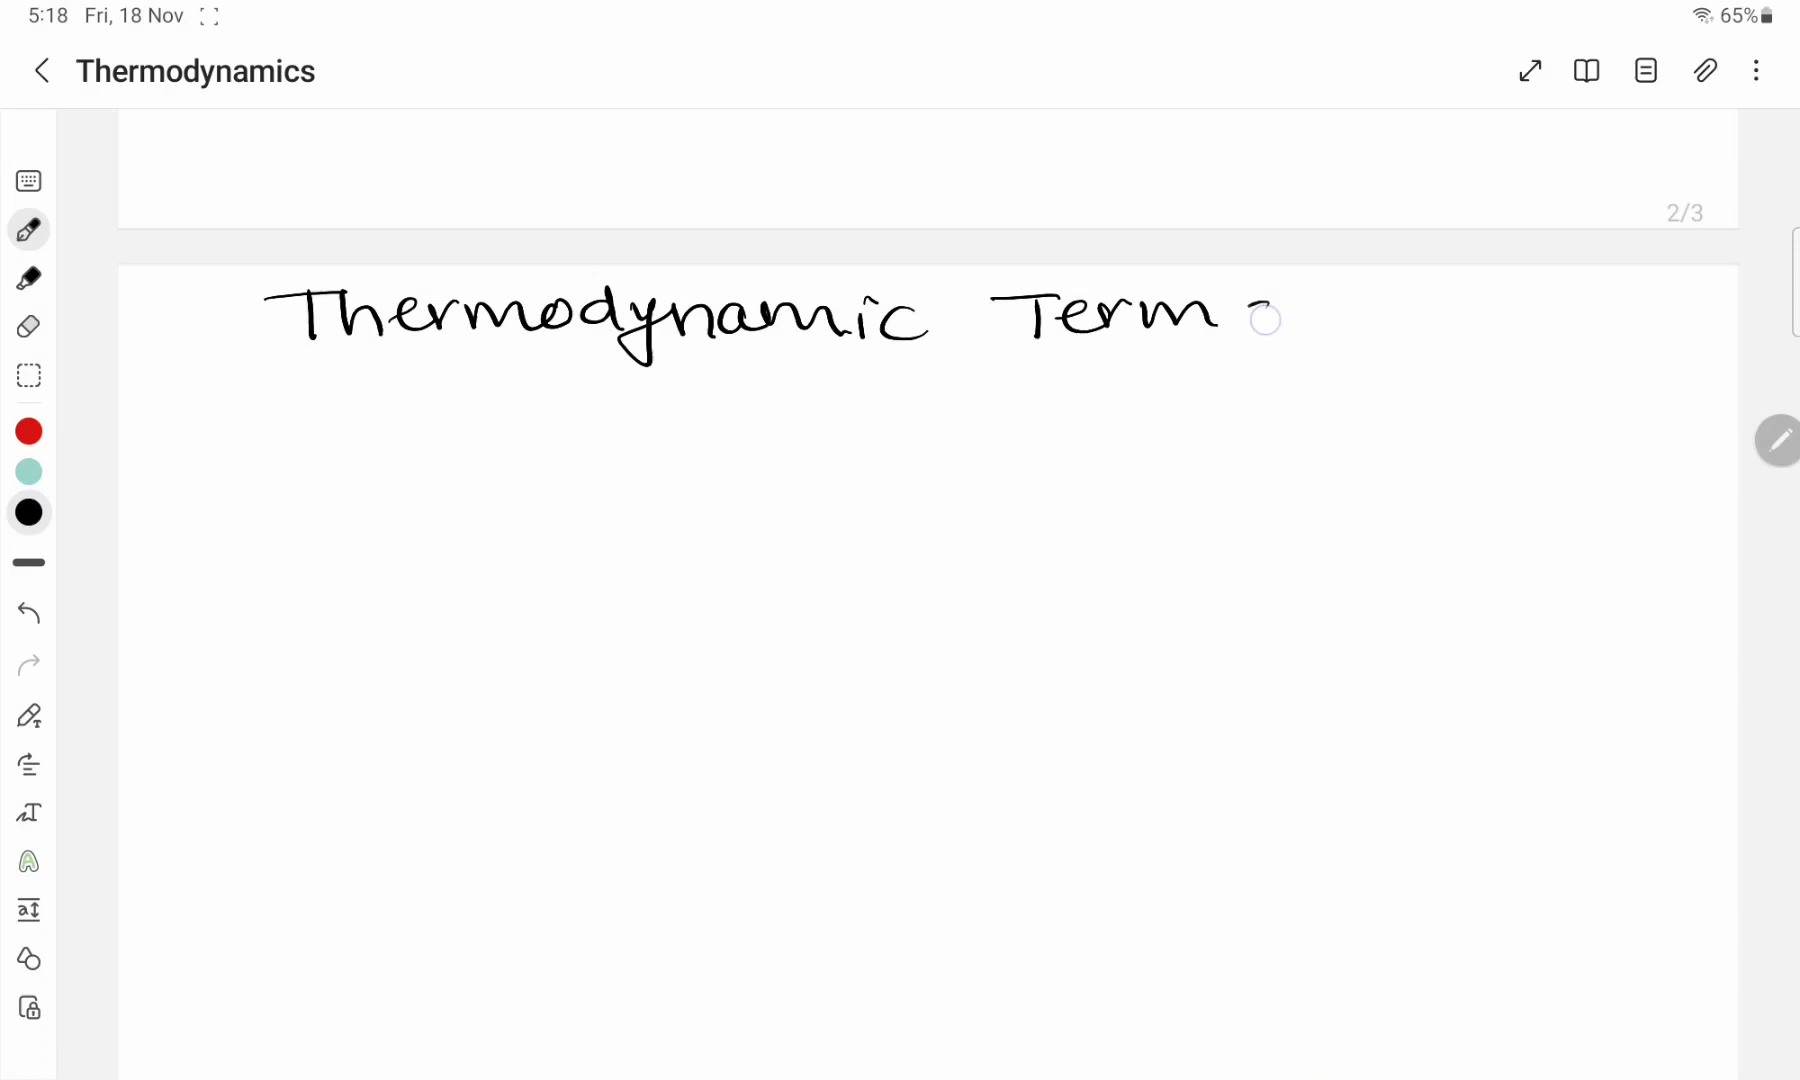 5:18 Fri, 18 Nov 65%
Thermodynamics
2/3
Thermodynamic Term